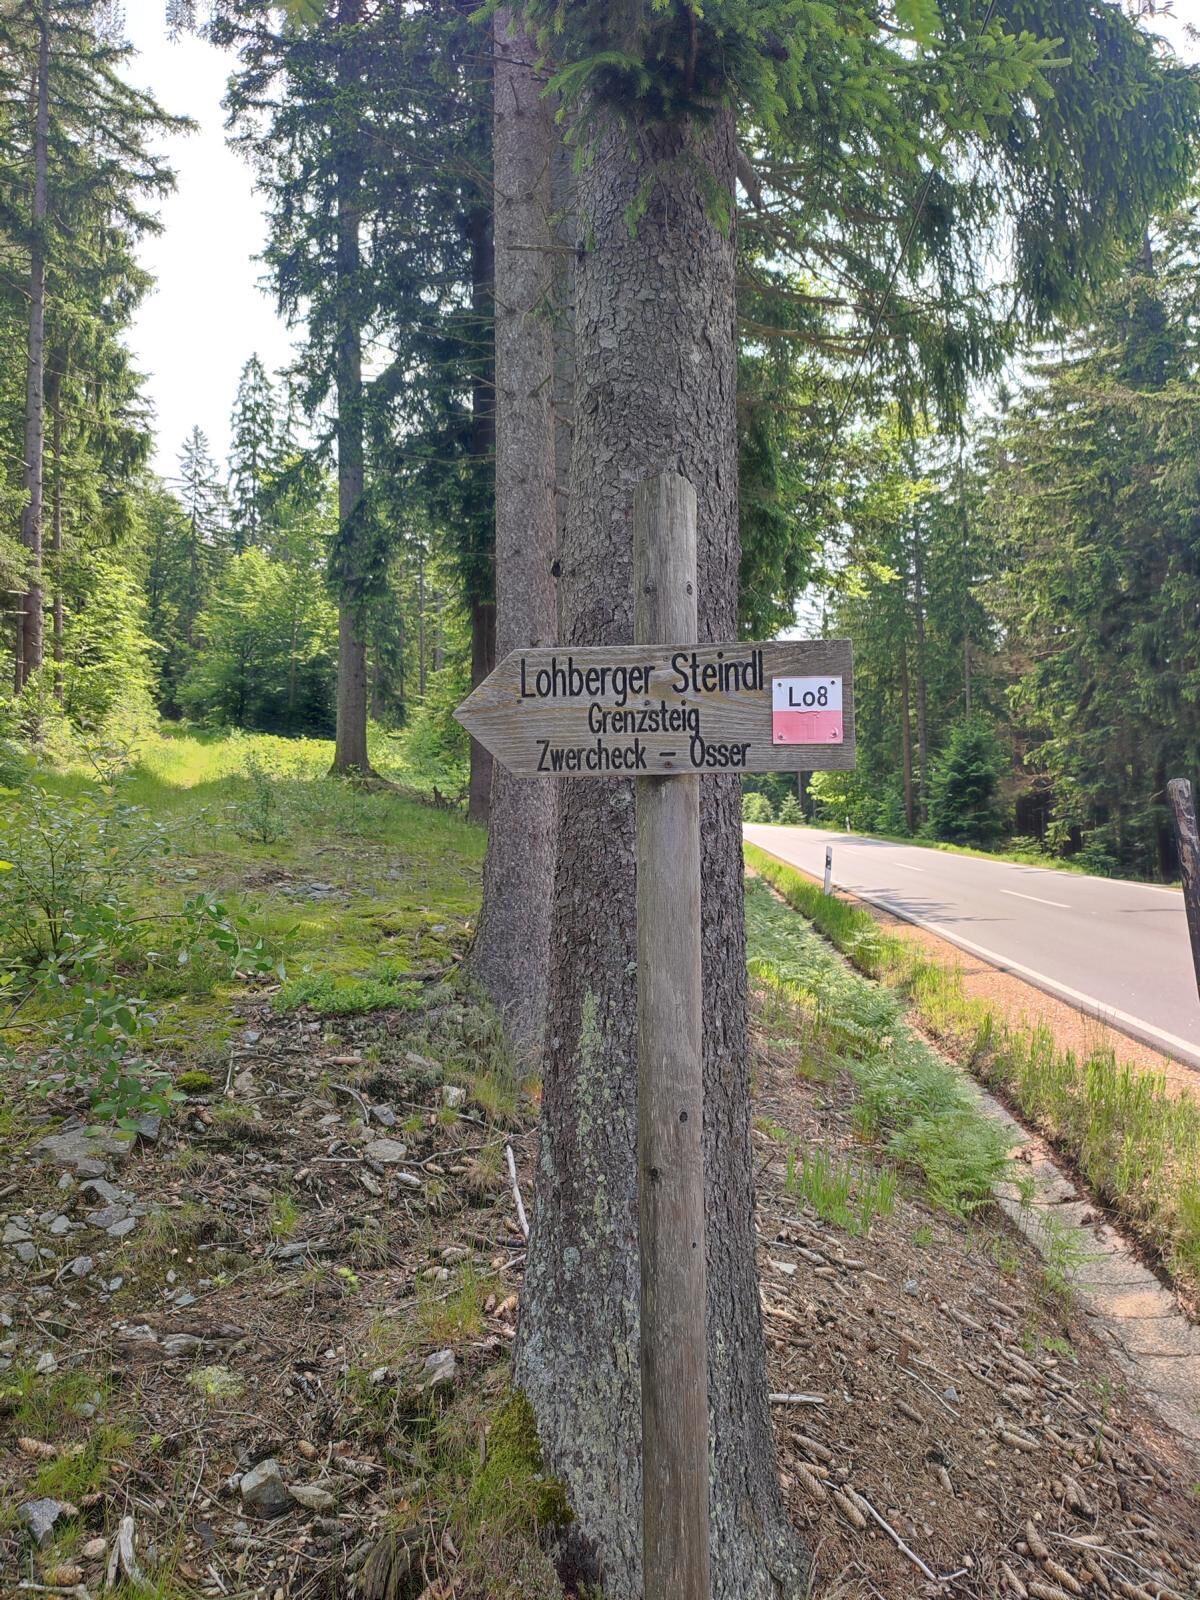 Lohberger Steindl
Grenzsteig
Zwercheck - Osser
Lo8